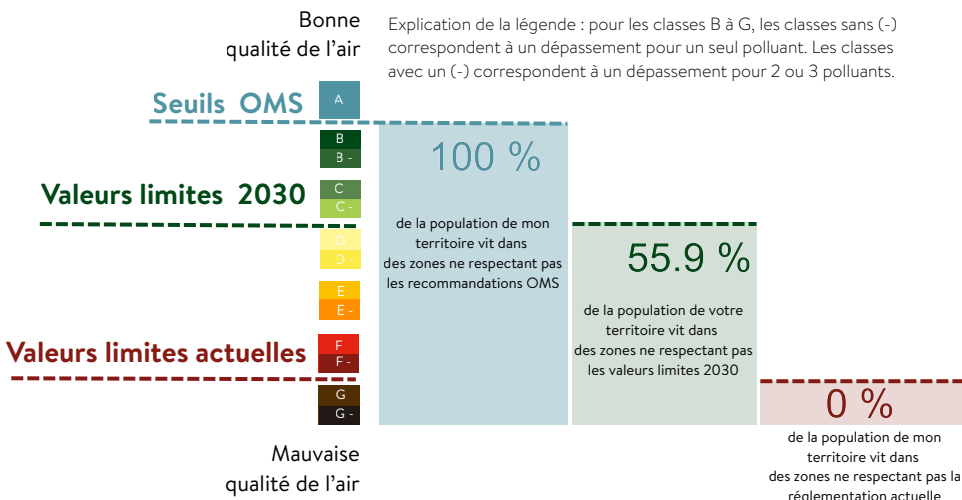 Bonne
qualité de l'air
Explication de la légende : pour les classes B à G, les classes sans (-)
correspondent à un dépassement pour un seul polluant. Les classes
avec un (-) correspondent à un dépassement pour 2 ou 3 polluants.
Seuils OMS
A
B
B -
Valeurs limites 2030
C
C -
D
D -
E
E -
Valeurs limites actuelles
F
F -
G
G -
Mauvaise
qualité de l'air
100 %
de la population de mon
territoire vit dans
des zones ne respectant pas
les recommandations OMS
55.9 %
de la population de votre
territoire vit dans
des zones ne respectant pas
les valeurs limites 2030
0 %
de la population de mon
territoire vit dans
des zones ne respectant pas la
réglementation actuelle